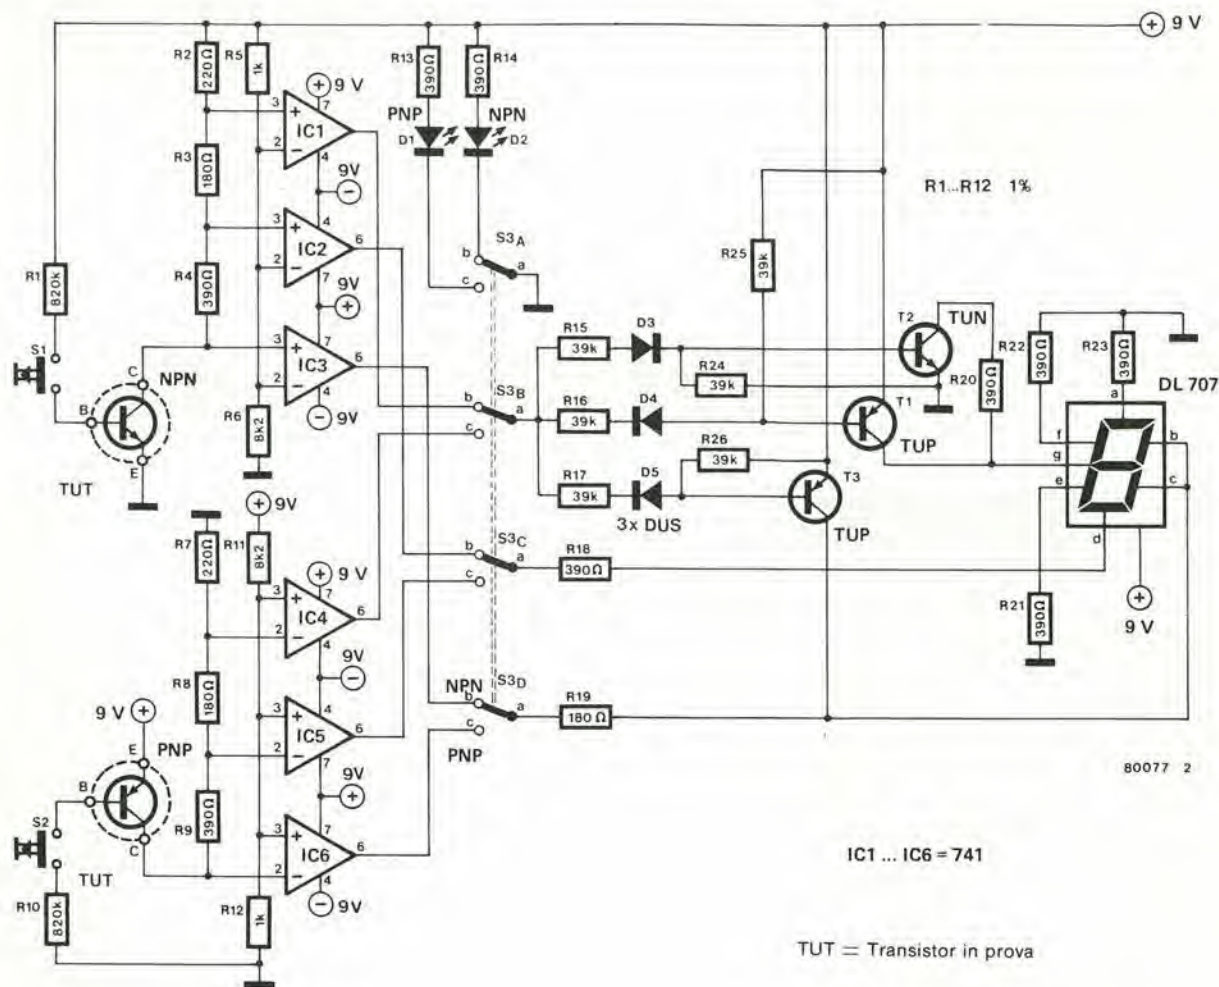 9 V
R2 220Ω
R5 1k
R13 390Ω
R14 390Ω
9 V
PNP
NPN
D1
D2
3 + 7
IC1
2 − 4
R3 180Ω
9V
R1...R12 1%
3 + 4
IC2 6
2 − 7
S3A
b
a
c
R25 39k
R1 820k
R4 390Ω
T2
TUN
R22 390Ω
R23 390Ω
R15 39k
D3
R20 390Ω
DL 707
S1
3 + 7
IC3 6
2 − 4
R24 39k
a
C
NPN
S3B
b
a
c
R16 39k
D4
T1
TUP
f
b
g
e
c
d
B
R6 8k2
9V
R26 39k
E
TUT
R17 39k
D5
T3
3x DUS
TUP
9V
R7 220Ω
R11 8k2
S3C
b
a
c
R18 390Ω
9 V
3 + 7
IC4 6
2 − 4
R21 390Ω
9 V
9V
R8 180Ω
NPN
S3D
b
a
c
PNP
R19 180 Ω
9 V
E
PNP
3 + 4
IC5 6
2 − 7
9V
80077 2
B
R9 390Ω
S2
C
3 + 7
IC6 6
2 − 4
IC1 ... IC6 = 741
TUT
9V
R10 820k
R12 1k
TUT = Transistor in prova